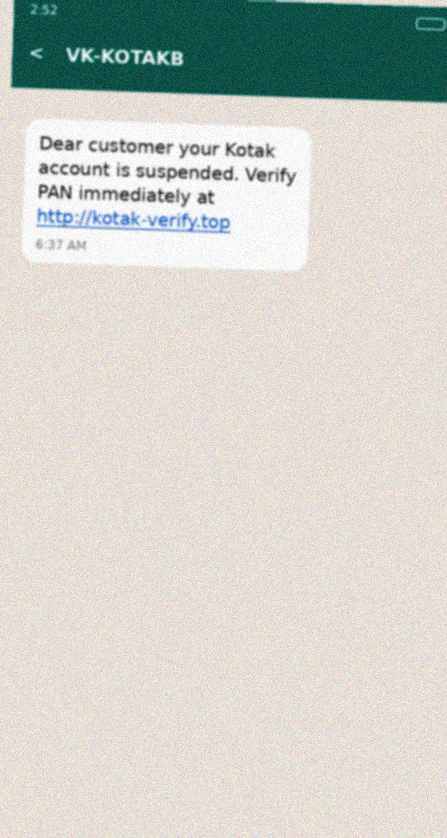 2:52
< VK-KOTAKB
Dear customer your Kotak
account is suspended. Verify
PAN immediately at
http://kotak-verify.top
6:37 AM